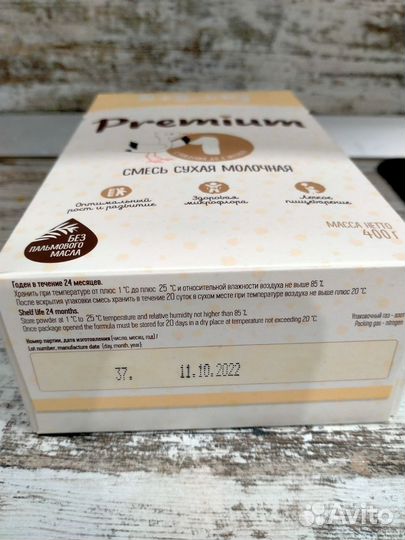 Premium
1
СМЕСЬ СУХАЯ МОЛОЧНАЯ
Оптимальный
рост и развитие
Здоровая
микрофлора
Легкое
пищеварение
БЕЗ
ПАЛЬМОВОГО
МАСЛА
МАССА НЕТТО
400 г
Годен в течение 24 месяцев.
Хранить при температуре от плюс 1 °С до плюс 25 °С и относительной влажности воздуха не выше 85 %
После вскрытия упаковки смесь хранить в течение 20 суток в сухом месте при температуре воздуха не выше плюс 20 °С
Shelf life 24 months.
Store powder at 1 °C to 25 °C temperature and relative humidity not higher than 85 %.
Once package opened the formula must be stored for 20 days in a dry place at temperature not exceeding 20 °C.
Упаковочный газ - азот
Packing gas - nitrogen
Номер партии, дата изготовления (число, месяц, год) /
Lot number, manufacture date (day, month, year)
37. 11.10.2022
Avito